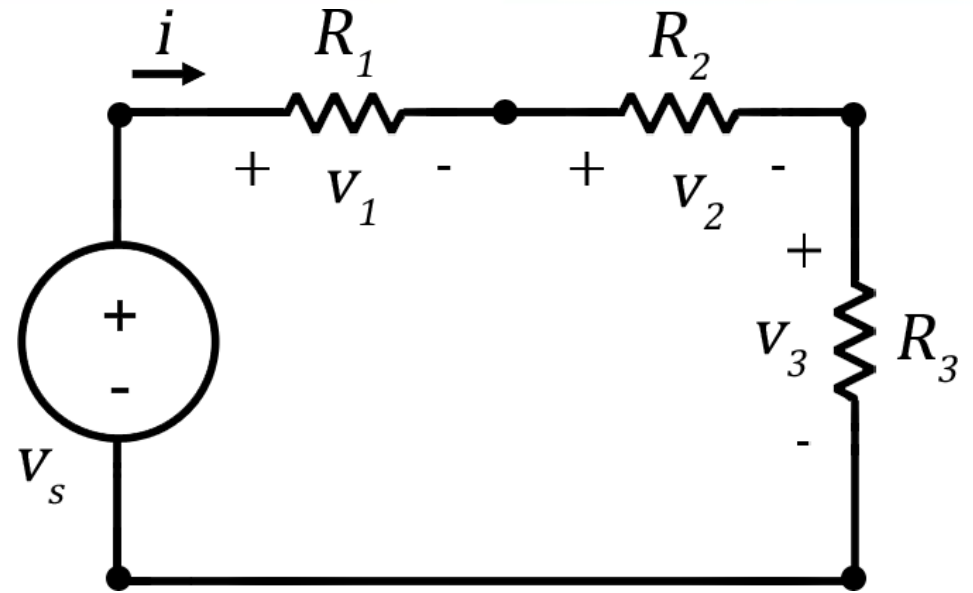 i
R₁
R₂
+ v₁ -
+ v₂ -
+
v₃
-
R₃
+
-
vₛ